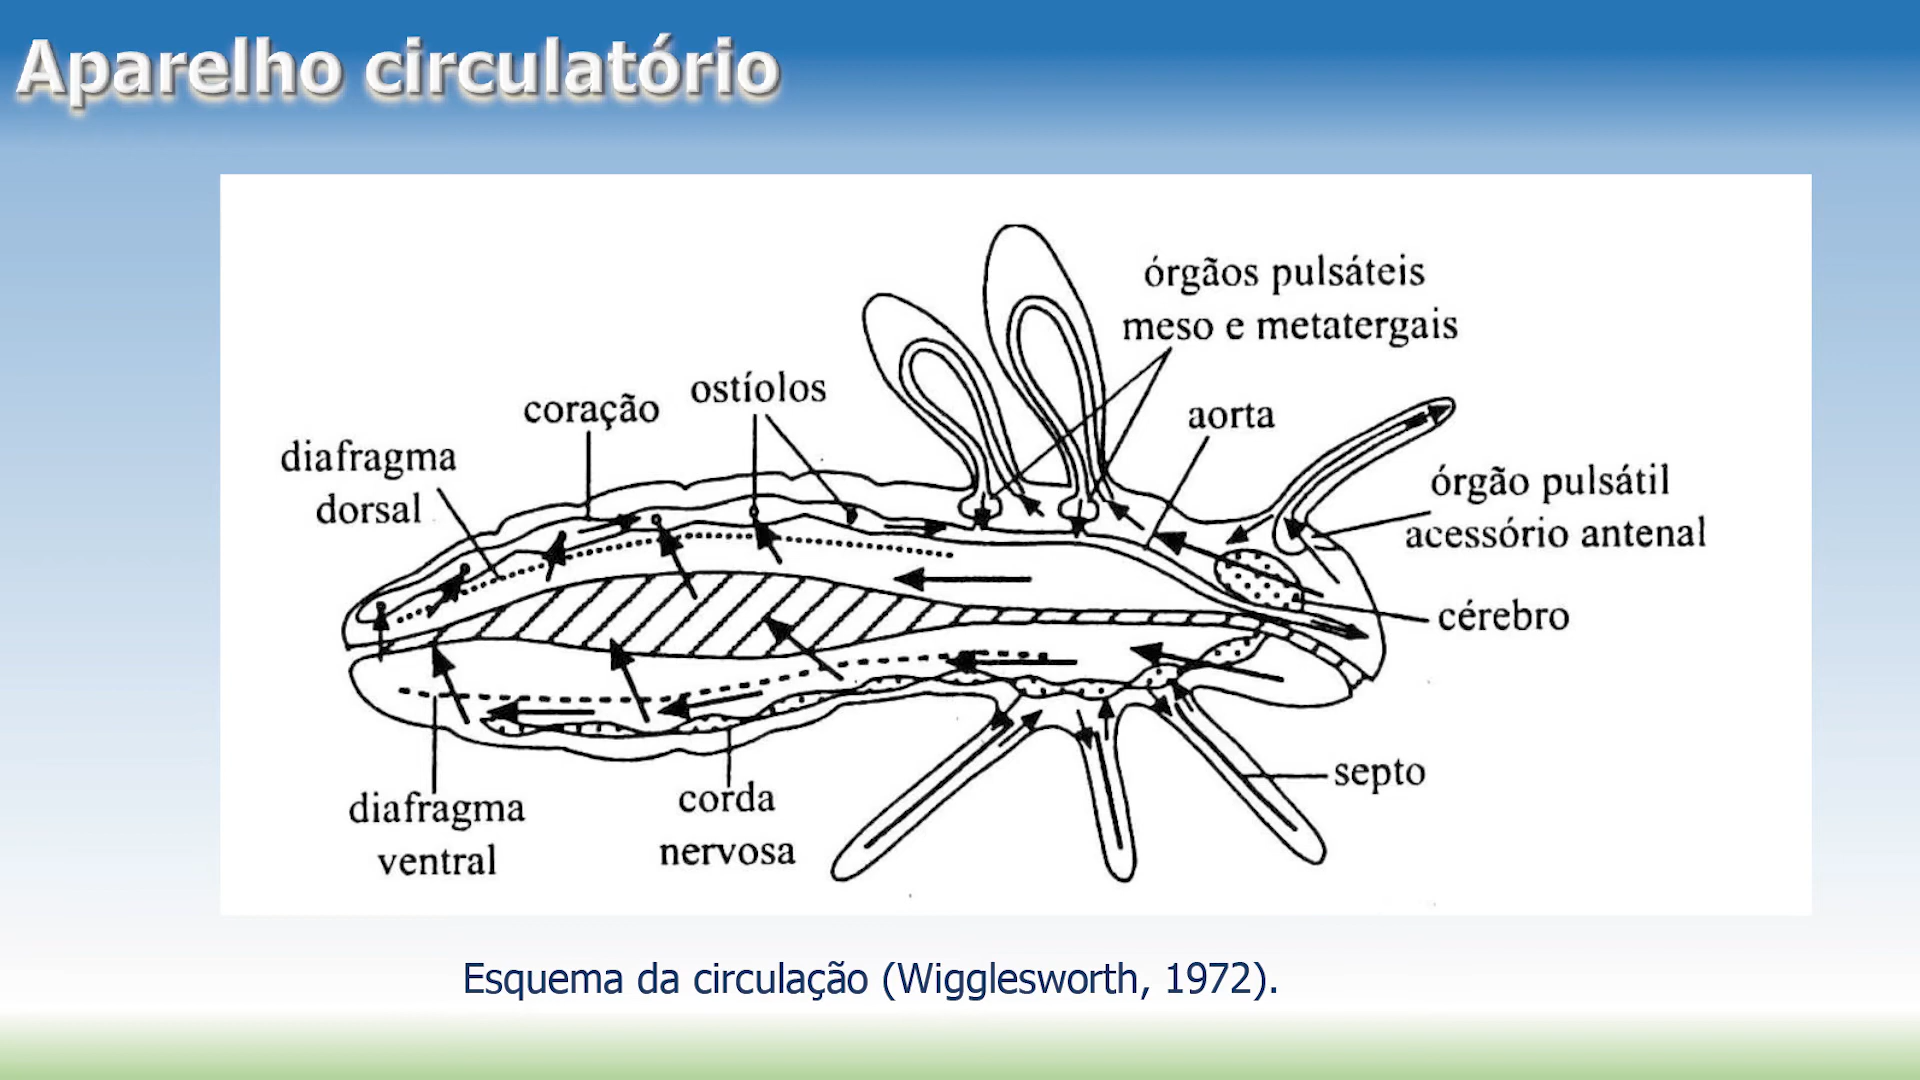 Aparelho circulatório
órgãos pulsáteis
meso e metatergais
ostíolos
coração
aorta
diafragma
dorsal
órgão pulsátil
acessório antenal
cérebro
septo
corda
nervosa
diafragma
ventral
Esquema da circulação (Wigglesworth, 1972).